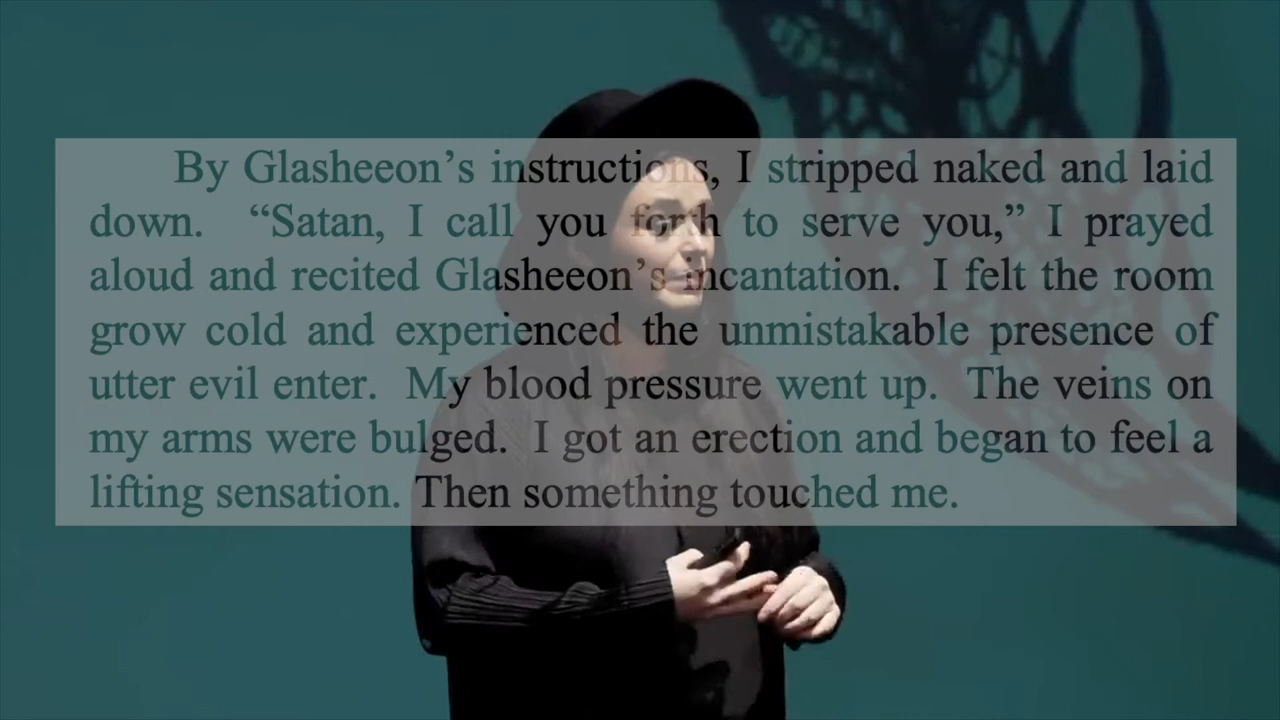 By Glasheeon’s instructions, I stripped naked and laid
down. “Satan, I call you forth to serve you,” I prayed
aloud and recited Glasheeon’s incantation. I felt the room
grow cold and experienced the unmistakable presence of
utter evil enter. My blood pressure went up. The veins on
my arms were bulged. I got an erection and began to feel a
lifting sensation. Then something touched me.